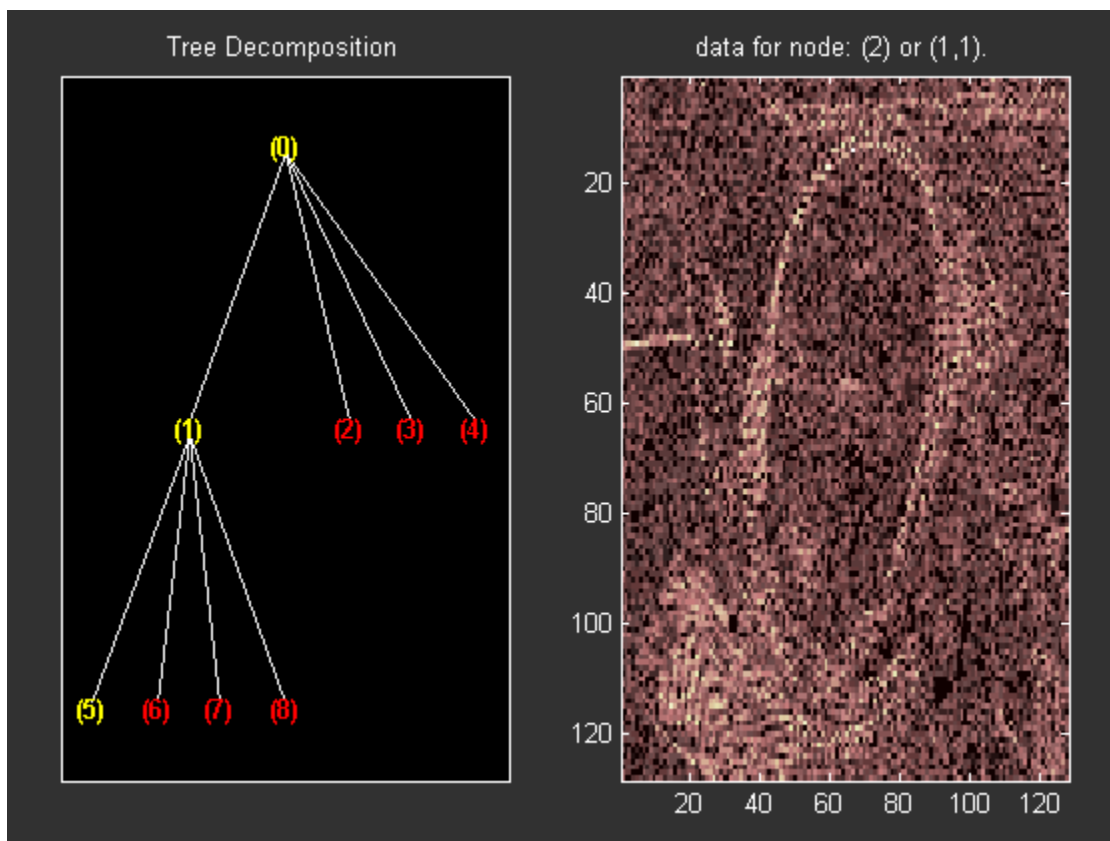 Tree Decomposition
(0)
(1) (2) (3) (4)
(5) (6) (7) (8)
data for node: (2) or (1,1).
20
40
60
80
100
120
20 40 60 80 100 120